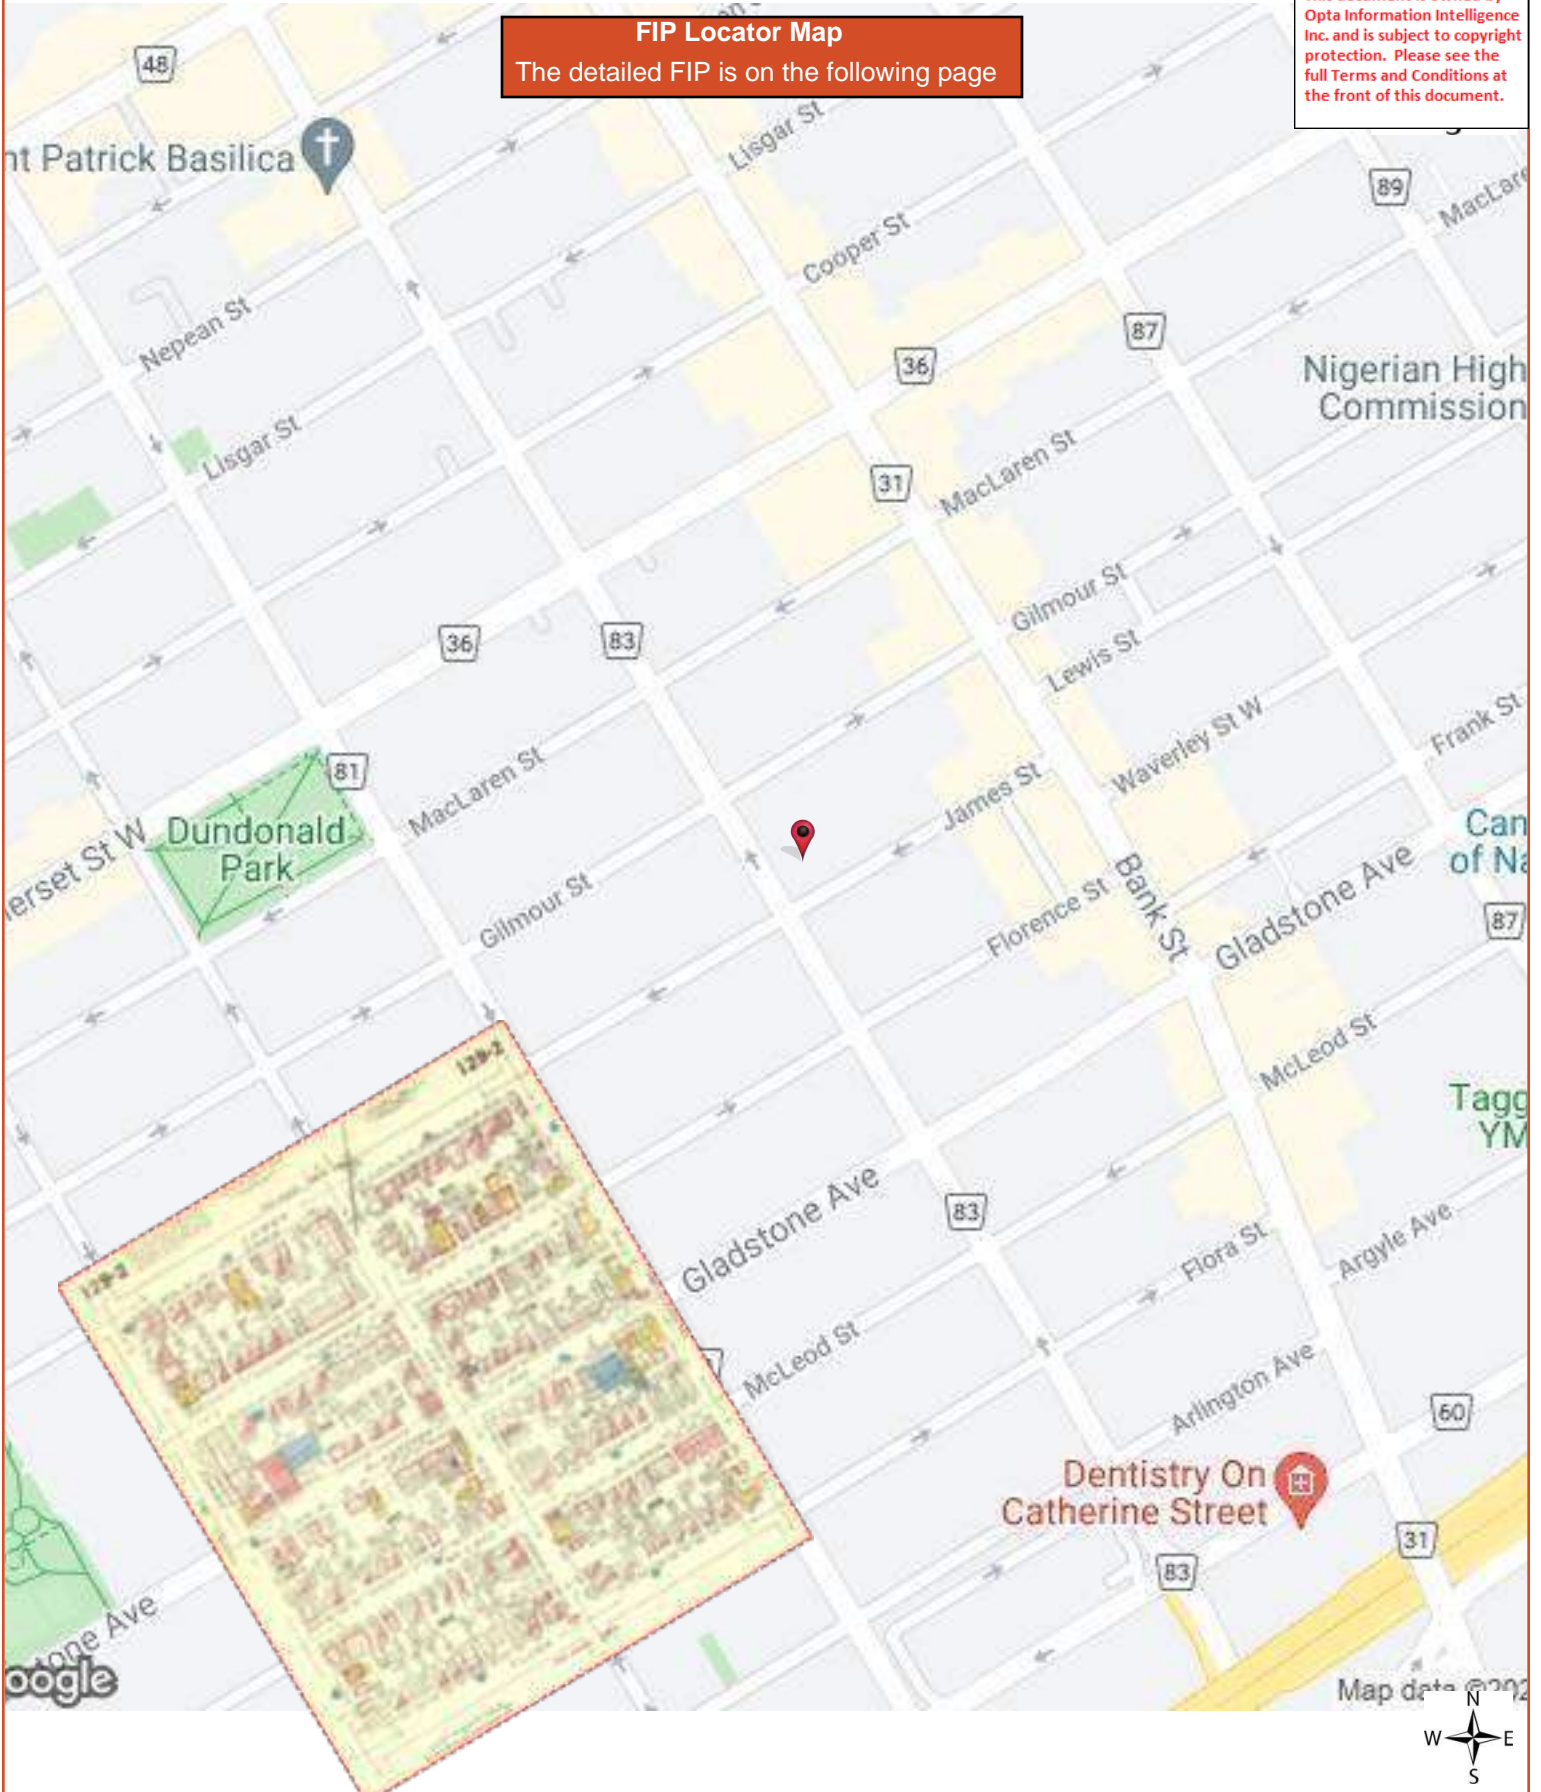 FIP Locator Map
The detailed FIP is on the following page
Opta Information Intelligence
Inc. and is subject to copyright
protection. Please see the
full Terms and Conditions at
the front of this document.
48
nt Patrick Basilica
Lisgar St
89
MacLare
Cooper St
Nepean St
87
36
Nigerian High
Commission
Lisgar St
31
MacLaren St
Gilmour St
36
83
Lewis St
Waverley St W
Frank St
81
MacLaren St
James St
Dundonald
Park
erset St W
Can
of Na
Gilmour St
Florence St
Bank St
Gladstone Ave
87
McLeod St
129-2
Tagg
YM
Gladstone Ave
83
Flora St
Argyle Ave
129-2
McLeod St
Arlington Ave
60
Dentistry On
Catherine Street
31
83
tone Ave
oogle
Map data ©202
N
W
E
S